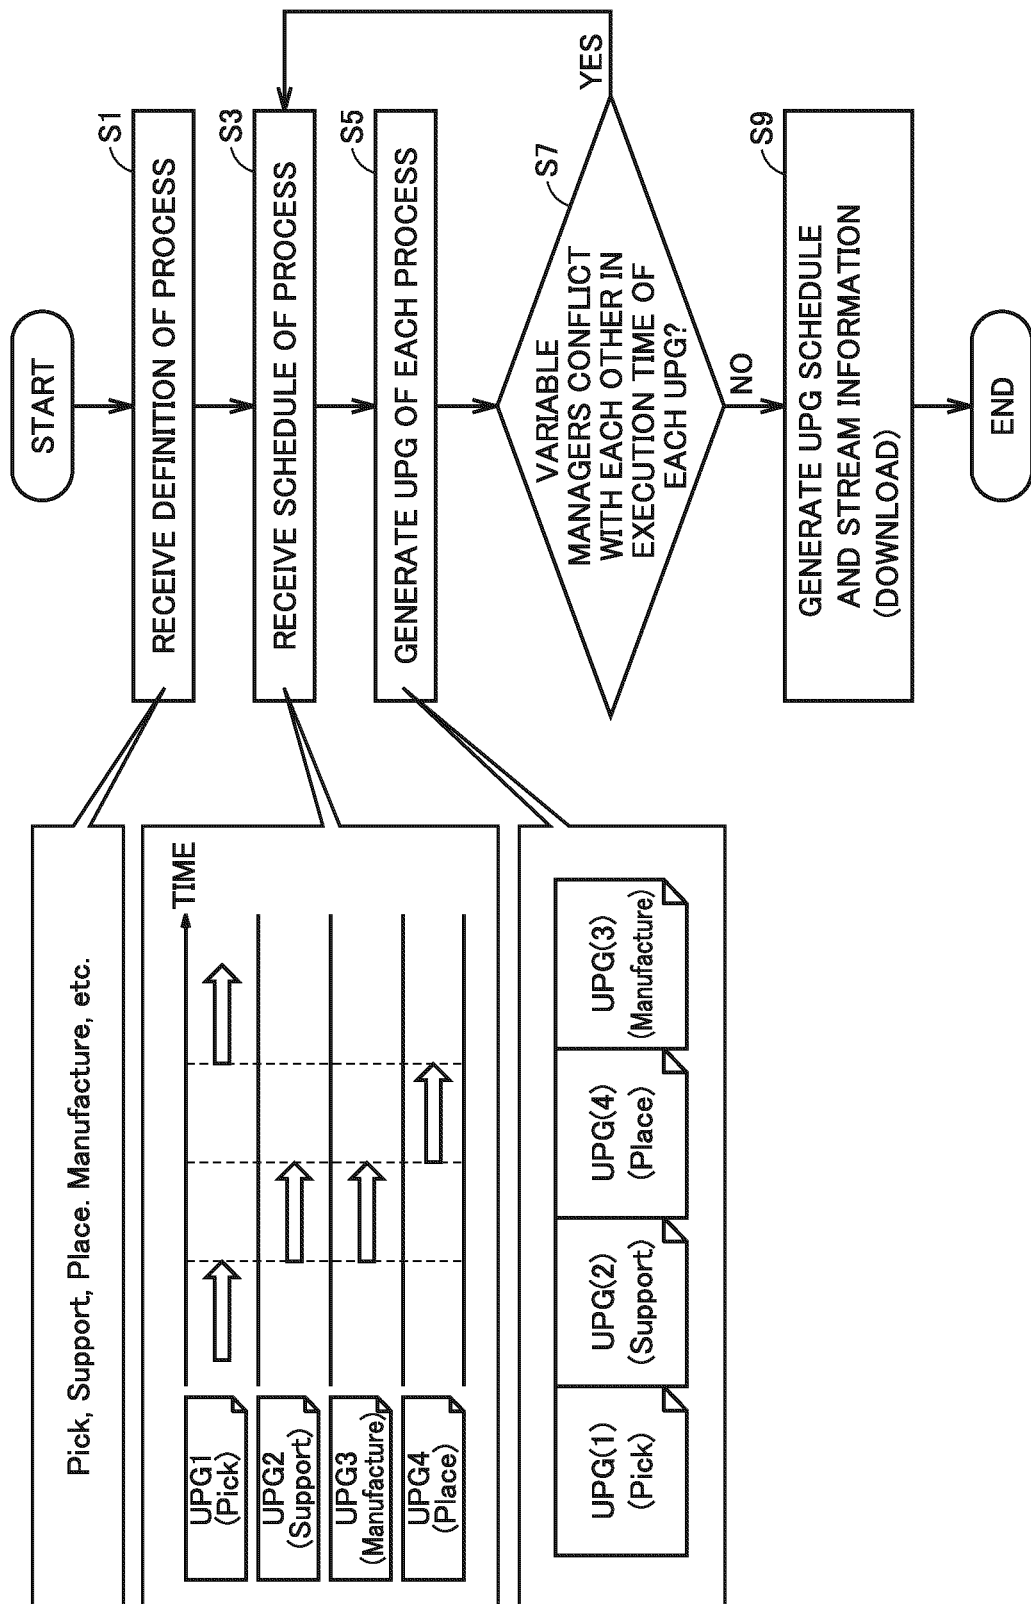 START
S1
RECEIVE DEFINITION OF PROCESS
S3
RECEIVE SCHEDULE OF PROCESS
S5
GENERATE UPG OF EACH PROCESS
S7
VARIABLE
MANAGERS CONFLICT
WITH EACH OTHER IN
EXECUTION TIME OF
EACH UPG?
YES
NO
S9
GENERATE UPG SCHEDULE
AND STREAM INFORMATION
(DOWNLOAD)
END
Pick, Support, Place. Manufacture, etc.
TIME
UPG1
(Pick)
UPG2
(Support)
UPG3
(Manufacture)
UPG4
(Place)
UPG(1)
(Pick)
UPG(2)
(Support)
UPG(4)
(Place)
UPG(3)
(Manufacture)